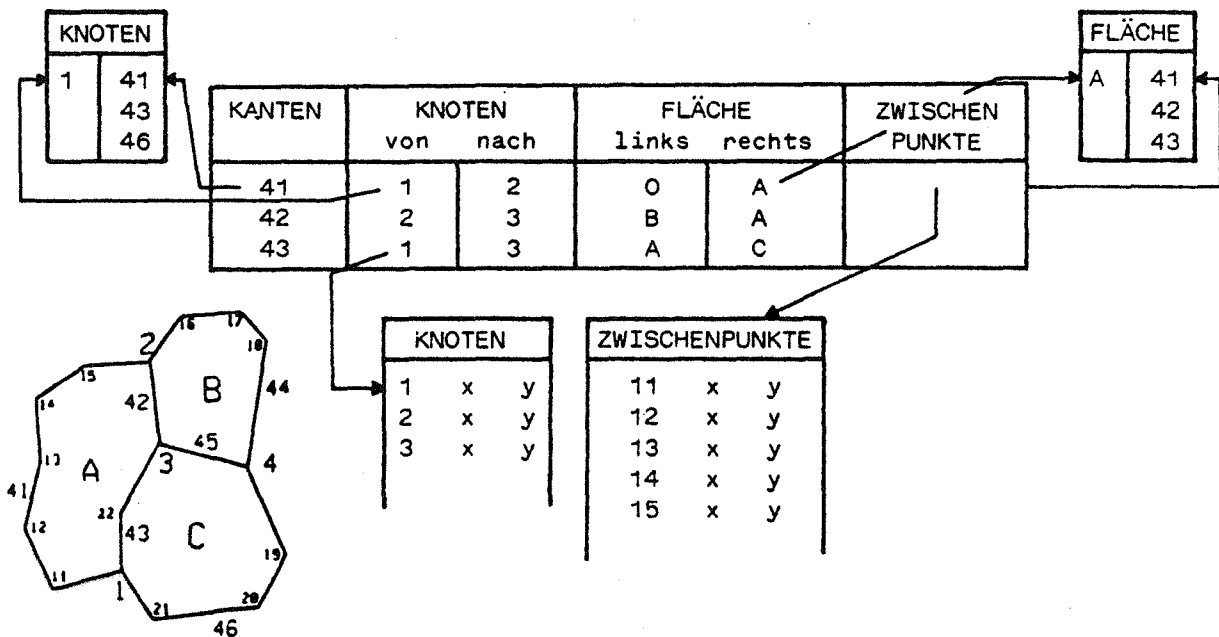 KNOTEN
1 41
43
46
FLÄCHE
A 41
42
43
KANTEN KNOTEN FLÄCHE ZWISCHEN
von nach links rechts PUNKTE
41 1 2 0 A
42 2 3 B A
43 1 3 A C
KNOTEN
1 x y
2 x y
3 x y
ZWISCHENPUNKTE
11 x y
12 x y
13 x y
14 x y
15 x y
16 17
2 18
15
B 44
14 42
45
13 3 4
A
41
22
12 43 C
19
11
1
21 20
46